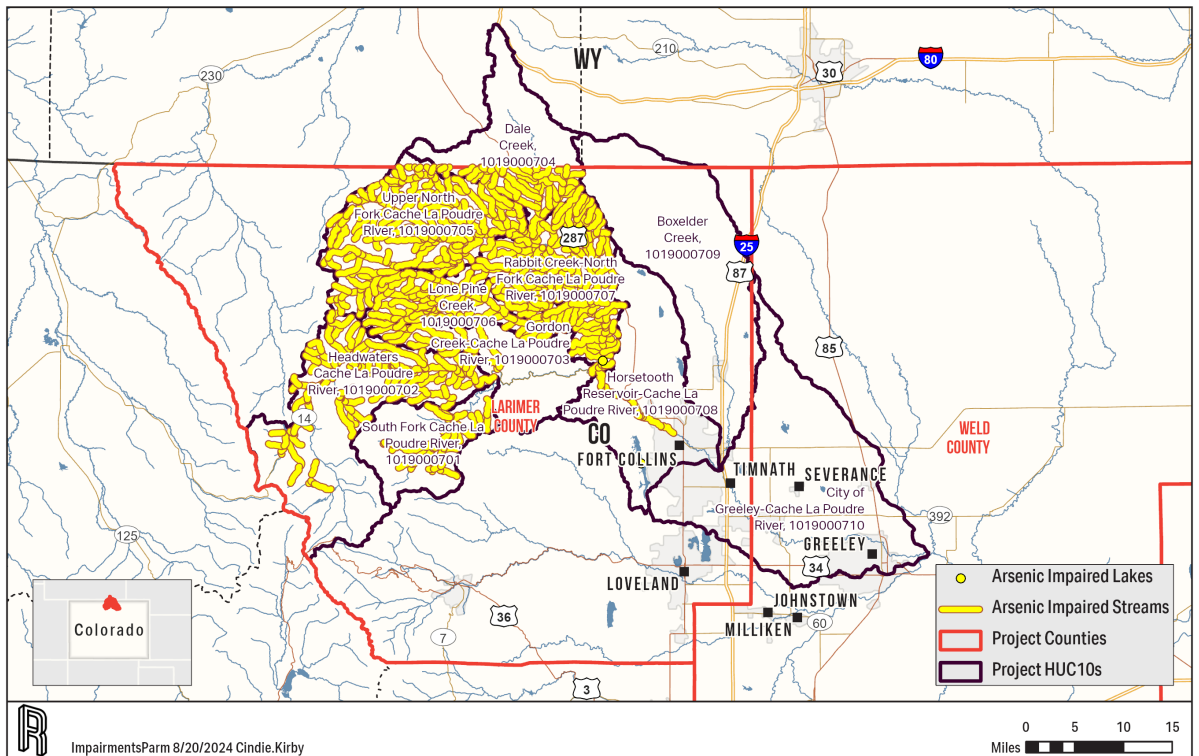 WY
210
80
30
230
Dale
Creek,
1019000704
Upper North
Fork Cache La Poudre
River, 1019000705
287
Boxelder
Creek,
1019000709
25
87
Rabbit Creek-North
Fork Cache La Poudre
River, 1019000707
Lone Pine
Creek,
1019000706
Gordon
Creek-Cache La Poudre
River, 1019000703
85
Headwaters
Cache La Poudre
River, 1019000702
Horsetooth
Reservoir-Cache La
Poudre River, 1019000708
14
LARIMER
COUNTY
South Fork Cache La
Poudre River,
1019000701
CO
FORT COLLINS
WELD
COUNTY
TIMNATH
SEVERANCE
City of
Greeley-Cache La Poudre
River, 1019000710
392
125
GREELEY
34
LOVELAND
JOHNSTOWN
MILLIKEN
60
36
7
3
Colorado
Arsenic Impaired Lakes
Arsenic Impaired Streams
Project Counties
Project HUC10s
R
ImpairmentsParm 8/20/2024 Cindie.Kirby
0 5 10 15
Miles